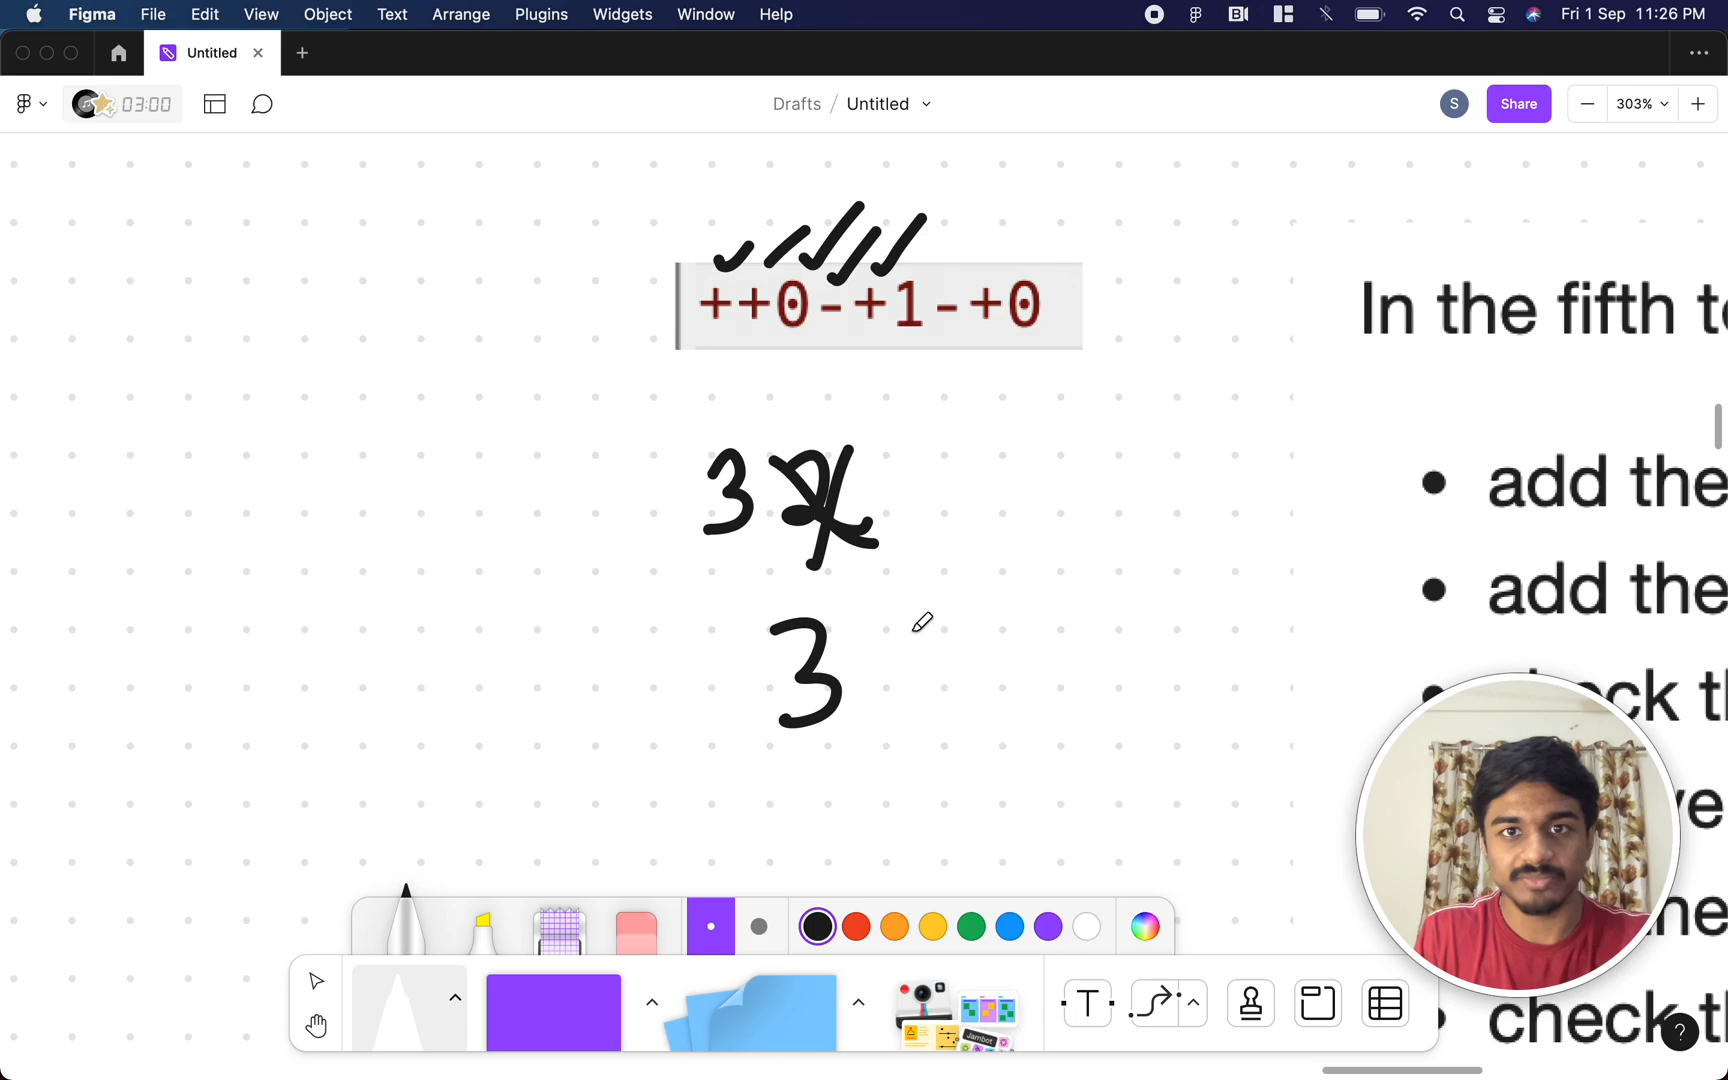 Figma File Edit View Object Text Arrange Plugins Widgets Window Help Fri 1 Sep 11:26 PM
Untitled
03:00 Drafts / Untitled S Share 303%
++0-+1-+0
In the fifth t
3 2
• add the
3
• add the
ck t
• check t
T
Jambot
?